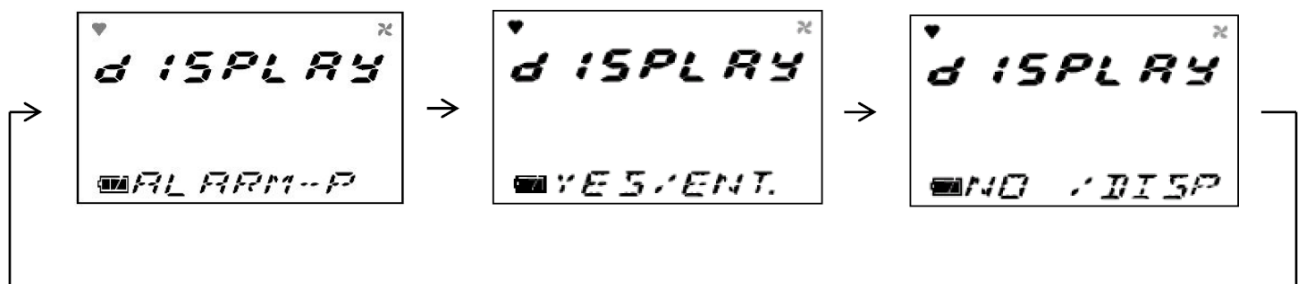 dISPLAY
ALARM-P
dISPLAY
YES/ENT.
dISPLAY
NO /DISP